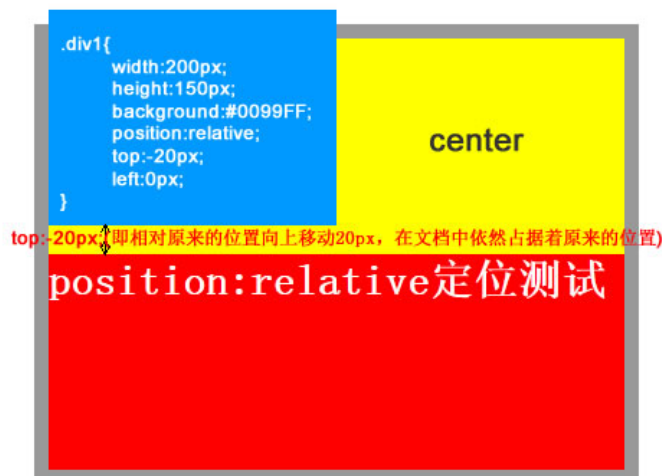 .div1{
width:200px;
height:150px;
background:#0099FF;
position:relative;
top:-20px;
left:0px;
}
center
top:-20px;(即相对原来的位置向上移动20px，在文档中依然占据着原来的位置)
position:relative定位测试